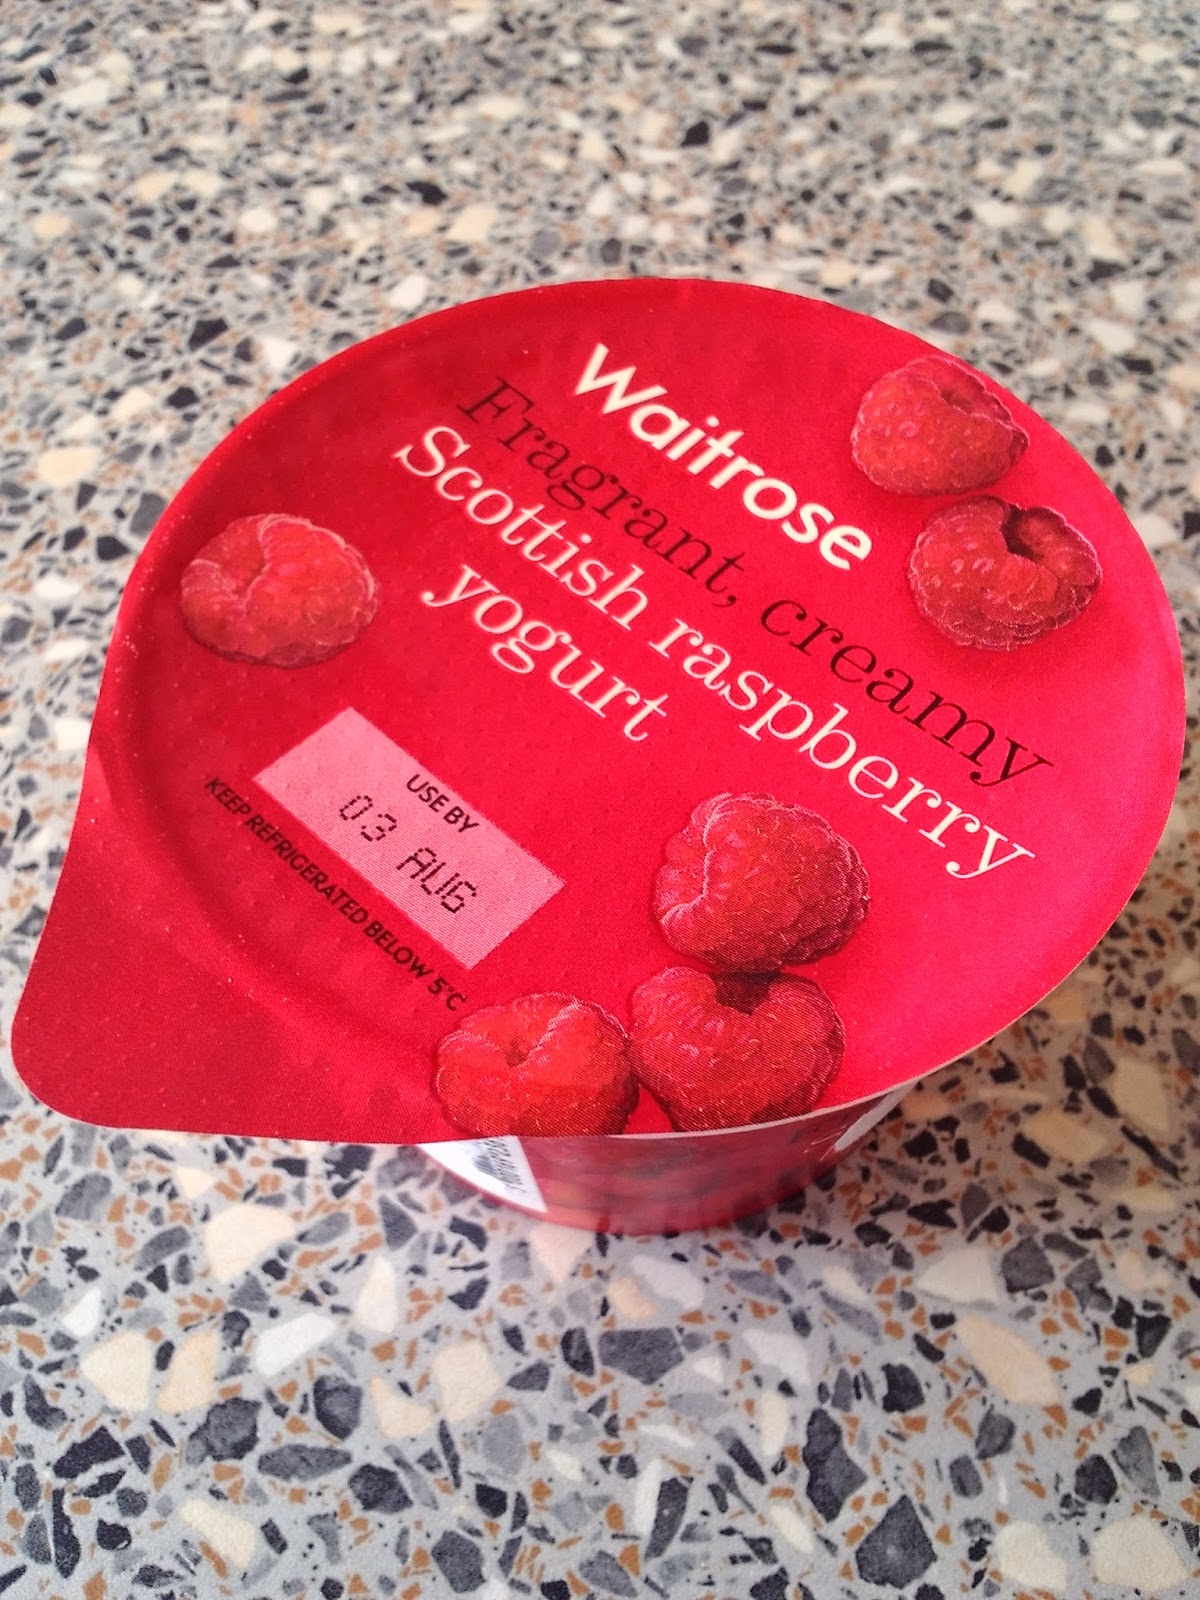 Waitrose
Fragrant, creamy
Scottish raspberry
yogurt
USE BY
03 AUG
KEEP REFRIGERATED BELOW 5°C